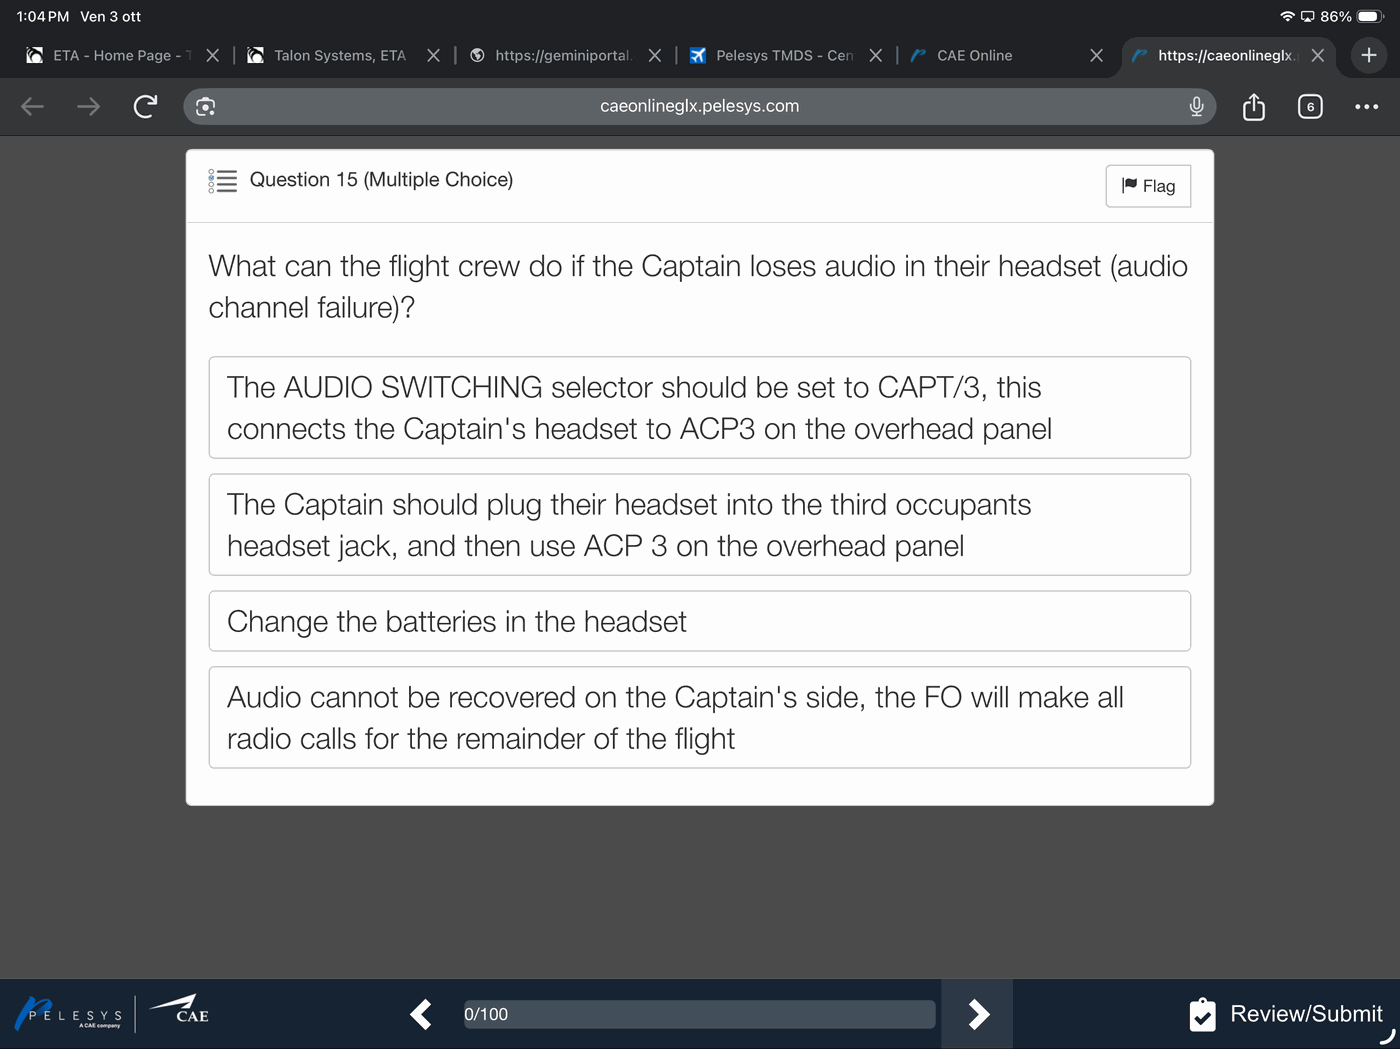 1:04 PM Ven 3 ott
86%
ETA - Home Page - T
Talon Systems, ETA
https://geminiportal.
Pelesys TMDS - Cen
CAE Online
https://caeonlineglx.
caeonlineglx.pelesys.com
6
Question 15 (Multiple Choice)
Flag
What can the flight crew do if the Captain loses audio in their headset (audio
channel failure)?
The AUDIO SWITCHING selector should be set to CAPT/3, this
connects the Captain's headset to ACP3 on the overhead panel
The Captain should plug their headset into the third occupants
headset jack, and then use ACP 3 on the overhead panel
Change the batteries in the headset
Audio cannot be recovered on the Captain's side, the FO will make all
radio calls for the remainder of the flight
PELESYS
A CAE company
CAE
0/100
Review/Submit